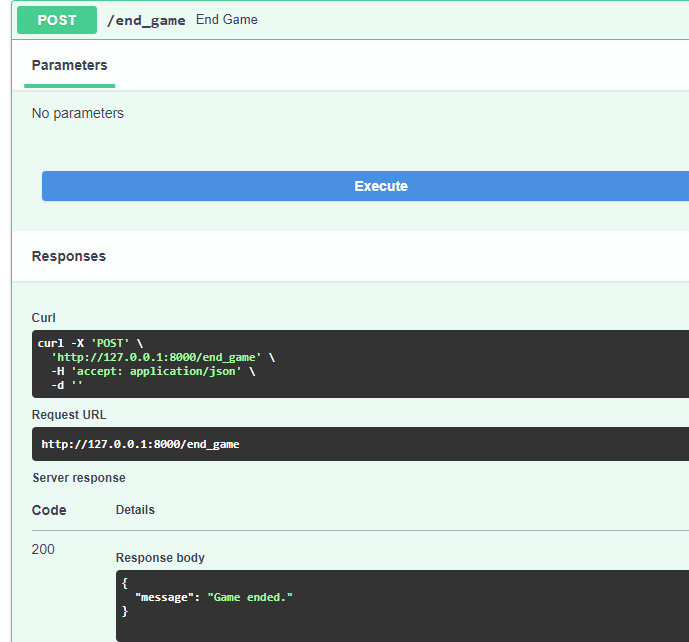 POST /end_game End Game
Parameters
No parameters
Execute
Responses
Curl
curl -X 'POST' \
  'http://127.0.0.1:8000/end_game' \
  -H 'accept: application/json' \
  -d ''
Request URL
http://127.0.0.1:8000/end_game
Server response
Code Details
200
Response body
{
  "message": "Game ended."
}